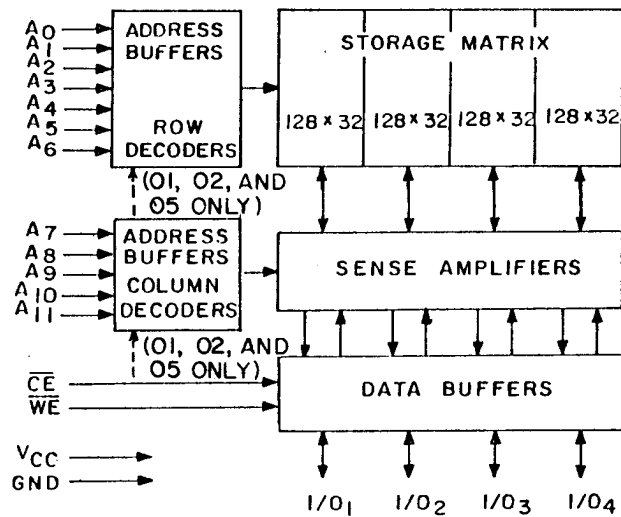 A0
A1
A2
A3
A4
A5
A6
ADDRESS
BUFFERS
ROW
DECODERS
STORAGE MATRIX
128 × 32
128 × 32
128 × 32
128 × 32
(01, 02, AND
05 ONLY)
A7
A8
A9
A10
A11
ADDRESS
BUFFERS
COLUMN
DECODERS
SENSE AMPLIFIERS
(01, 02, AND
05 ONLY)
C̅E̅
W̅E̅
DATA BUFFERS
VCC
GND
I/O1
I/O2
I/O3
I/O4